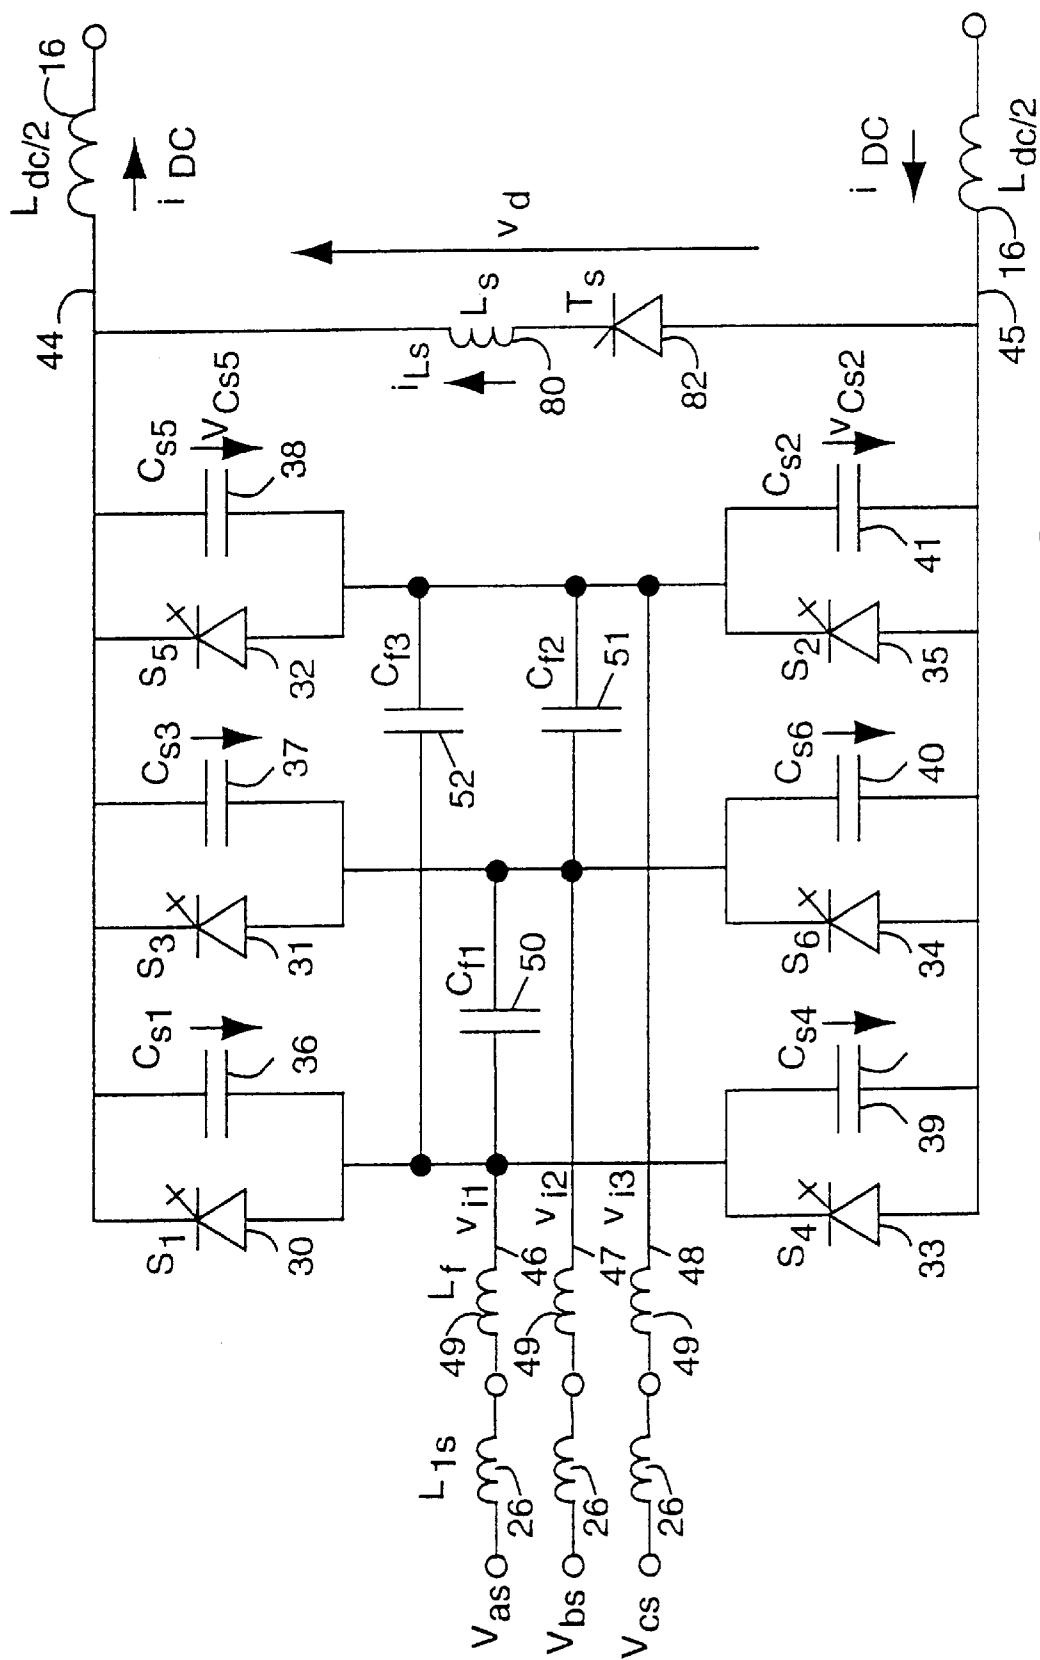 L dc/2
16
i DC
44
v d
L s
T s
i Ls
80
82
C s5
v Cs5
38
S 5
32
C s3
37
S 3
31
C s1
36
S 1
30
C f3
52
C f2
51
C f1
50
v i1
v i2
v i3
46
47
48
L f
49
49
49
L 1s
26
26
26
V as
V bs
V cs
C s2
v Cs2
41
S 2
35
C s6
40
S 6
34
C s4
39
S 4
33
i DC
L dc/2
16
45